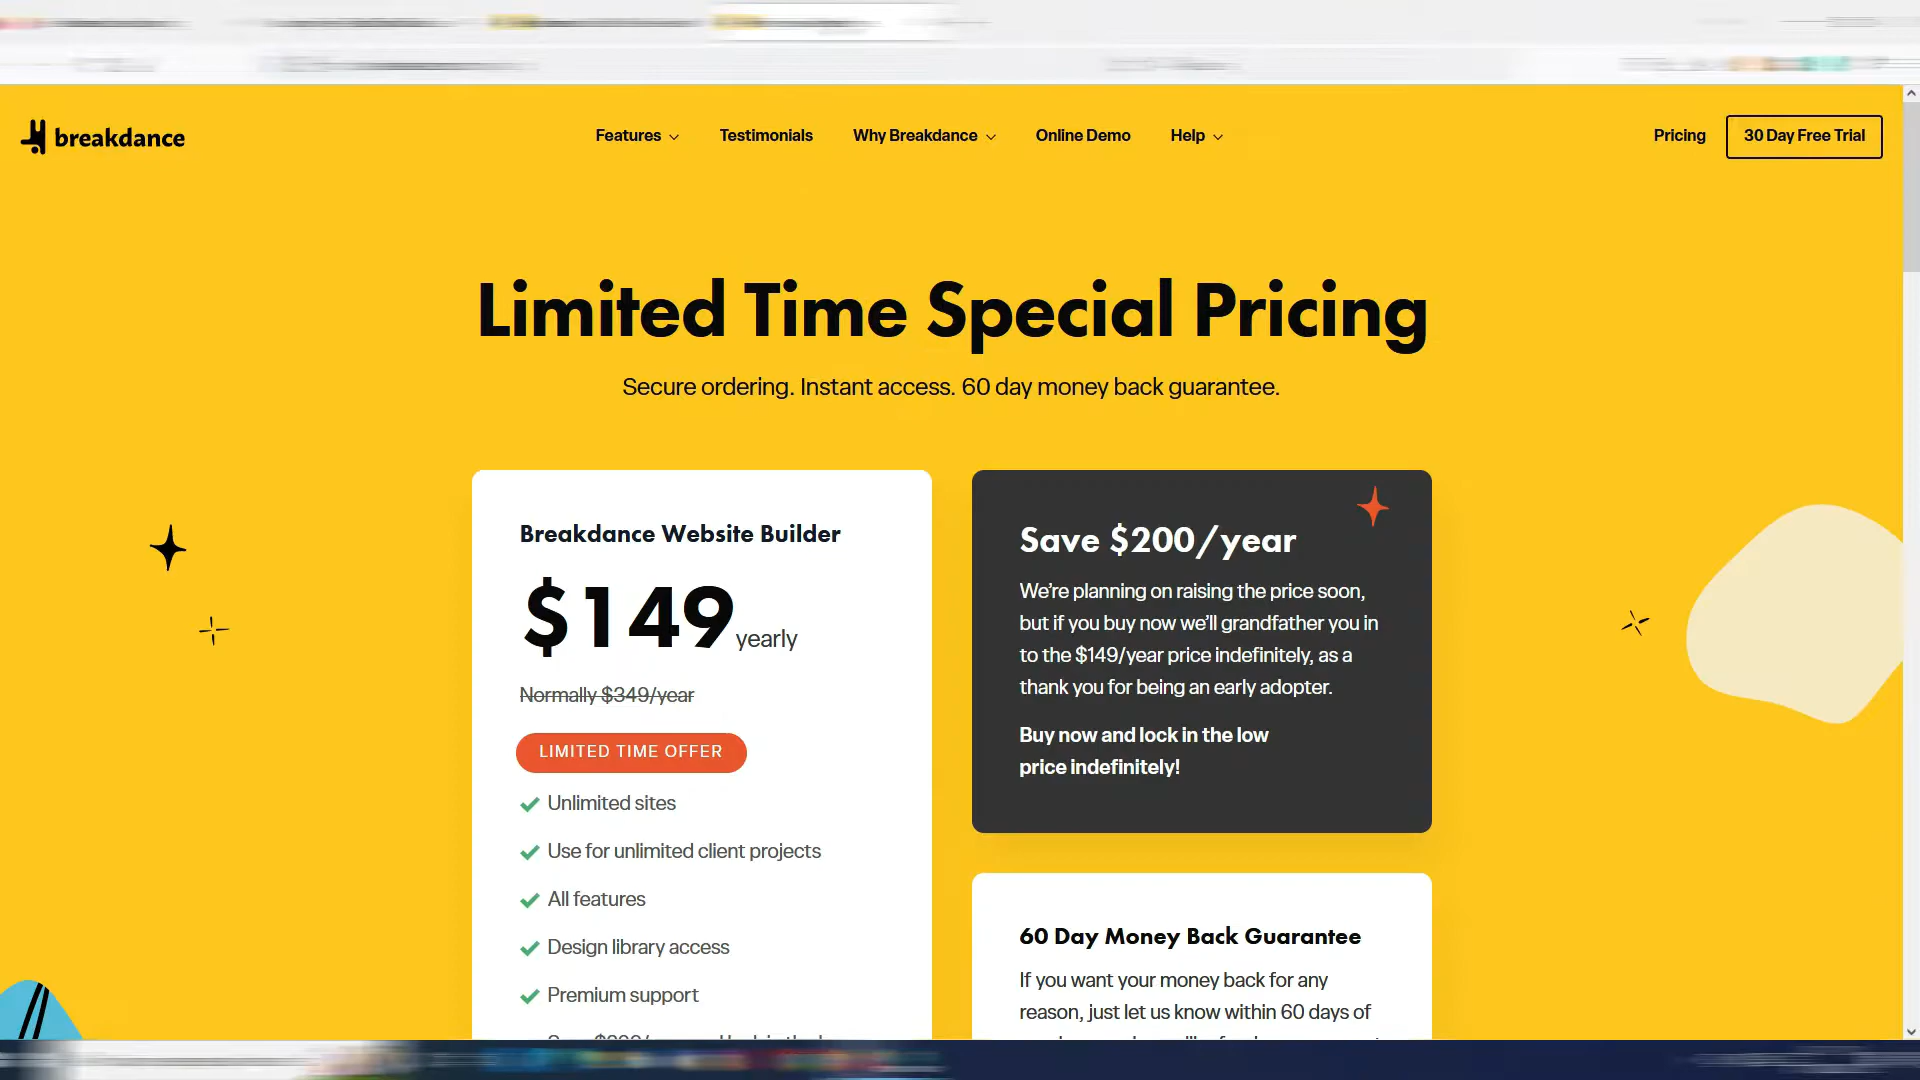 breakdance
Features
Testimonials
Why Breakdance
Online Demo
Help
Pricing
30 Day Free Trial
Limited Time Special Pricing
Secure ordering. Instant access. 60 day money back guarantee.
Breakdance Website Builder
$149 yearly
Normally $349/year
LIMITED TIME OFFER
Unlimited sites
Use for unlimited client projects
All features
Design library access
Premium support
Save $200/year
We're planning on raising the price soon,
but if you buy now we'll grandfather you in
to the $149/year price indefinitely, as a
thank you for being an early adopter.
Buy now and lock in the low
price indefinitely!
60 Day Money Back Guarantee
If you want your money back for any
reason, just let us know within 60 days of